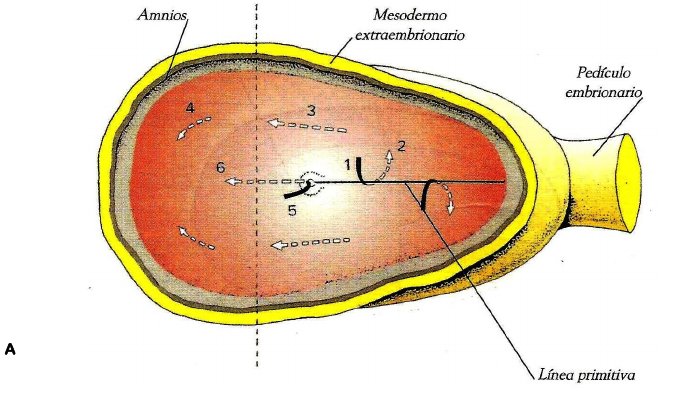 Amnios
Mesodermo
extraembrionario
Pedículo
embrionario
4
3
2
1
6
5
A
Línea primitiva